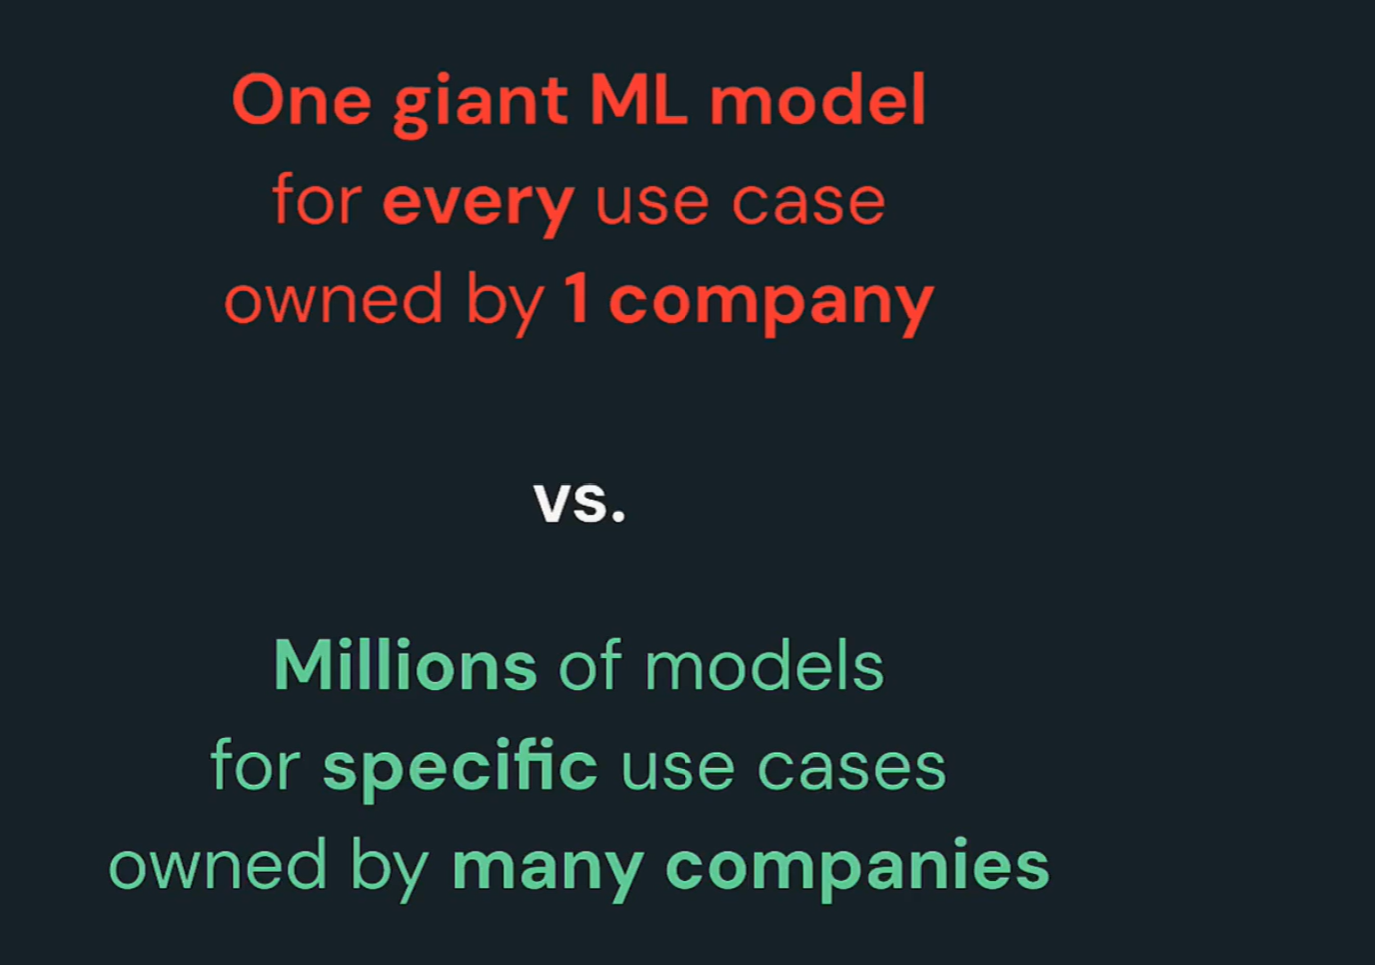 One giant ML model
for every use case
owned by 1 company
vs.
Millions of models
for specific use cases
owned by many companies